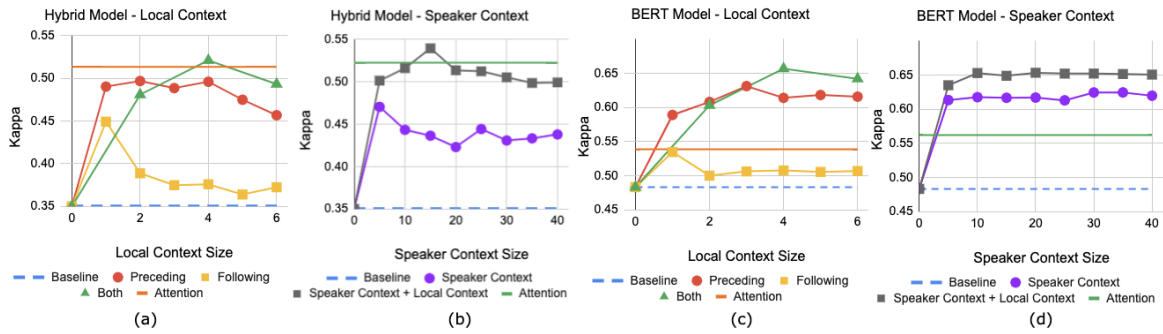 Hybrid Model - Local Context
0.55
0.50
0.45
0.40
0.35
Kappa
0 2 4 6
Local Context Size
Baseline Preceding Following
Both Attention
(a)
Hybrid Model - Speaker Context
0.55
0.50
0.45
0.40
0.35
Kappa
0 10 20 30 40
Speaker Context Size
Baseline Speaker Context
Speaker Context + Local Context Attention
(b)
BERT Model - Local Context
0.65
0.60
0.55
0.50
0.45
Kappa
0 2 4 6
Local Context Size
Baseline Preceding Following
Both Attention
(c)
BERT Model - Speaker Context
0.65
0.60
0.55
0.50
0.45
Kappa
0 10 20 30 40
Speaker Context Size
Baseline Speaker Context
Speaker Context + Local Context Attention
(d)